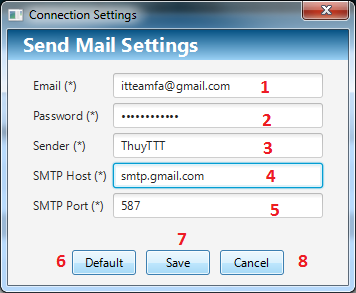 Connection Settings
Send Mail Settings
Email (*) itteamfa@gmail.com 1
Password (*) •••••••••••• 2
Sender (*) ThuyTTT 3
SMTP Host (*) smtp.gmail.com 4
SMTP Port (*) 587 5
7
6 Default Save Cancel 8